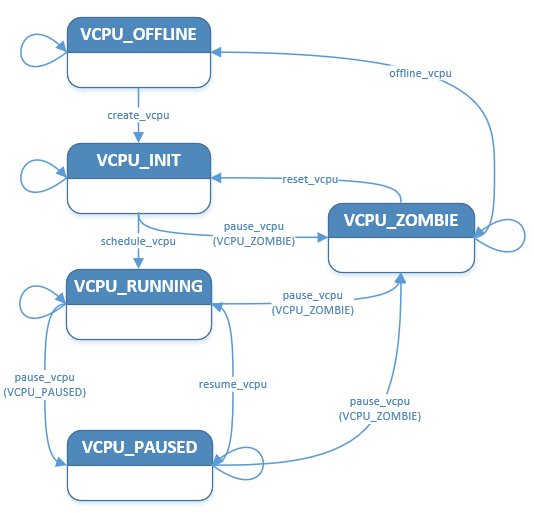 VCPU_OFFLINE
offline_vcpu
create_vcpu
VCPU_INIT
reset_vcpu
VCPU_ZOMBIE
pause_vcpu
(VCPU_ZOMBIE)
schedule_vcpu
VCPU_RUNNING
pause_vcpu
(VCPU_ZOMBIE)
pause_vcpu
(VCPU_PAUSED)
resume_vcpu
pause_vcpu
(VCPU_ZOMBIE)
VCPU_PAUSED